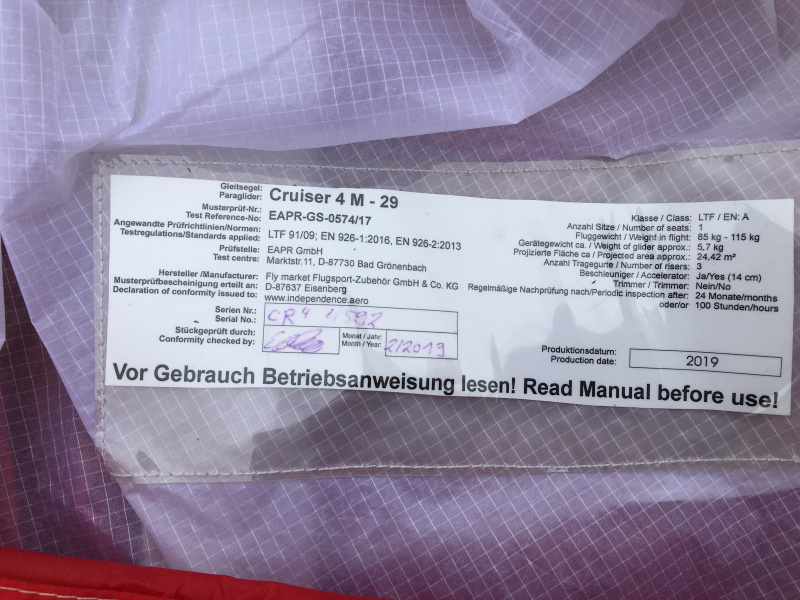 Gleitsegel:
Paraglider: Cruiser 4 M - 29
Musterprüf-Nr.:
Test Reference-No: EAPR-GS-0574/17
Angewandte Prüfrichtlinien/Normen:
Testregulations/Standards applied: LTF 91/09; EN 926-1:2016, EN 926-2:2013
Prüfstelle: EAPR GmbH
Test centre: Marktstr.11, D-87730 Bad Grönenbach
Hersteller /Manufacturer: Fly market Flugsport-Zubehör GmbH & Co. KG
Musterprüfbescheinigung erteilt an: D-87637 Eisenberg
Declaration of conformity issued to: www.independence.aero
Serien Nr.:
Serial No.: CR4 4592
Stückgeprüft durch:
Conformity checked by:
Monat / Jahr:
Month / Year: 2/2019
Klasse / Class: LTF / EN: A
Anzahl Sitze / Number of seats: 1
Fluggewicht / Weight in flight: 85 kg - 115 kg
Gerätegewicht ca. / Weight of glider approx.: 5,7 kg
Projizierte Fläche ca / Projected area approx.: 24,42 m²
Anzahl Tragegurte / Number of risers: 3
Beschleuniger / Accelerator: Ja/Yes (14 cm)
Trimmer / Trimmer: Nein/No
Regelmäßige Nachprüfung nach/Periodic inspection after: 24 Monate/months
oder/or 100 Stunden/hours
Produktionsdatum:
Production date: 2019
Vor Gebrauch Betriebsanweisung lesen! Read Manual before use!